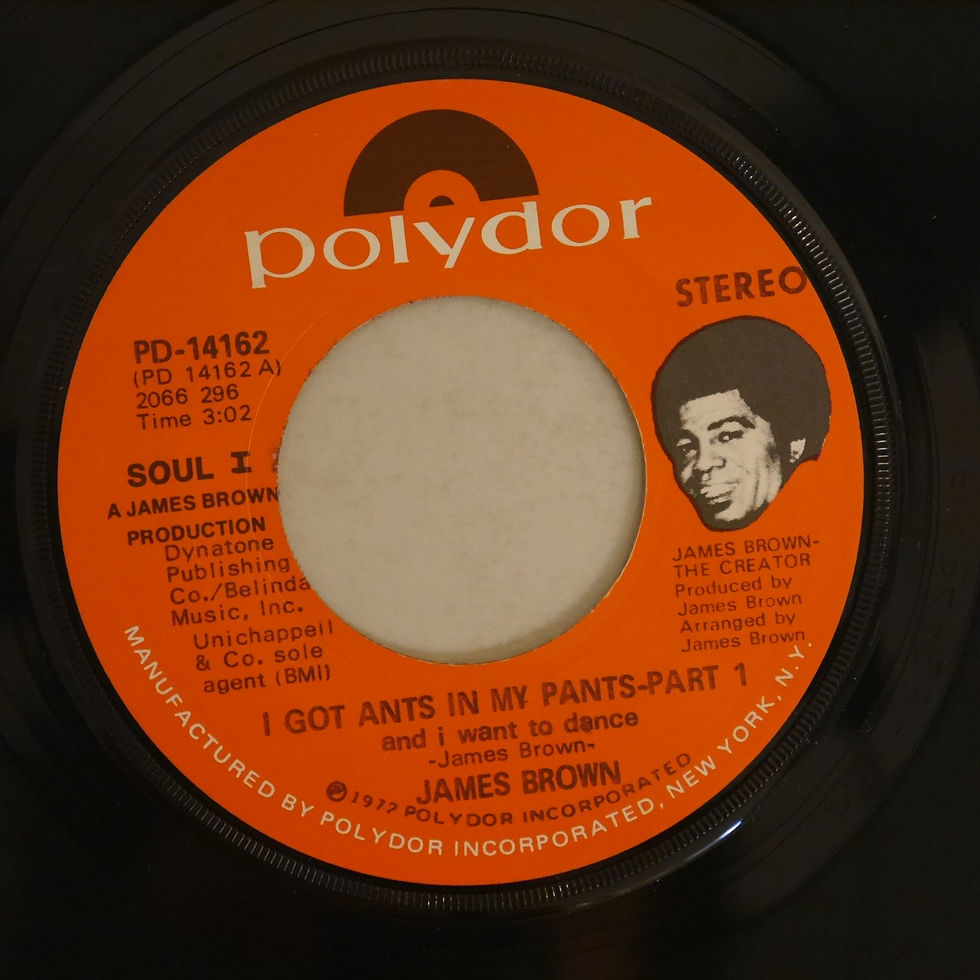 polydor
STEREO
PD-14162
(PD 14162 A)
2066 296
Time 3:02
SOUL I
A JAMES BROWN
PRODUCTION
Dynatone
Publishing
Co./Belinda
Music, Inc.
Unichappell
& Co. sole
agent (BMI)
JAMES BROWN-
THE CREATOR
Produced by
James Brown
Arranged by
James Brown
I GOT ANTS IN MY PANTS-PART 1
and i want to dance
-James Brown-
JAMES BROWN
℗ 1972 POLYDOR INCORPORATED
MANUFACTURED BY POLYDOR INCORPORATED, NEW YORK, N.Y.